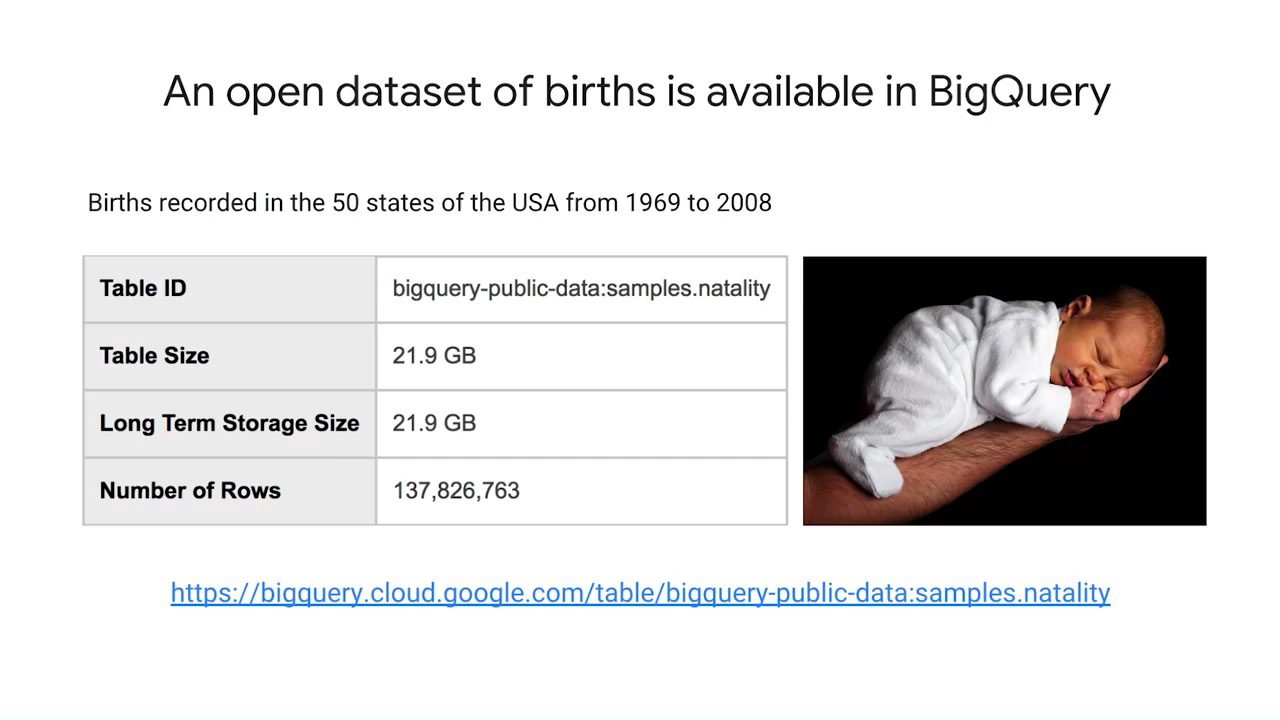 An open dataset of births is available in BigQuery
Births recorded in the 50 states of the USA from 1969 to 2008
Table ID bigquery-public-data:samples.natality
Table Size 21.9 GB
Long Term Storage Size 21.9 GB
Number of Rows 137,826,763
https://bigquery.cloud.google.com/table/bigquery-public-data:samples.natality